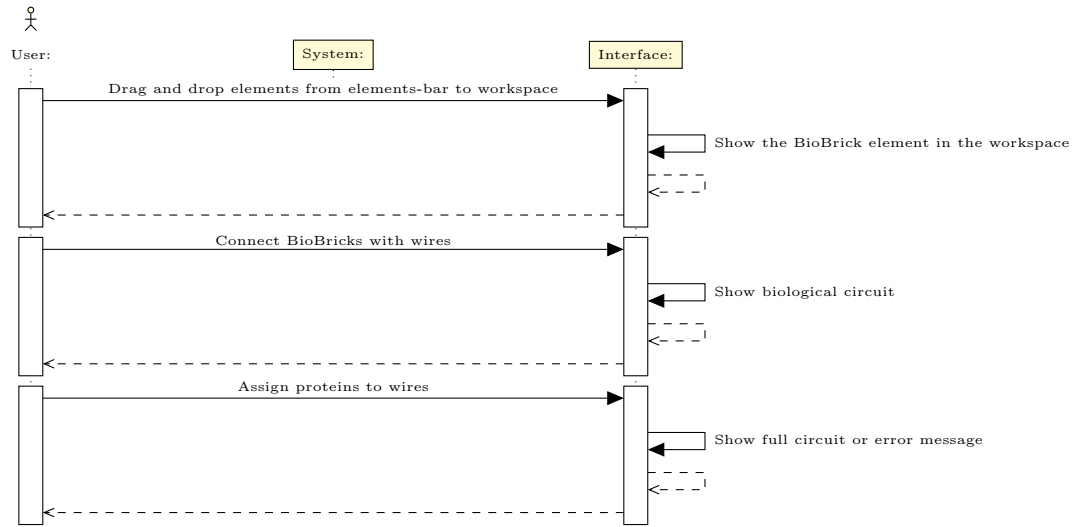 User:
System:
Interface:
Drag and drop elements from elements-bar to workspace
Show the BioBrick element in the workspace
Connect BioBricks with wires
Show biological circuit
Assign proteins to wires
Show full circuit or error message